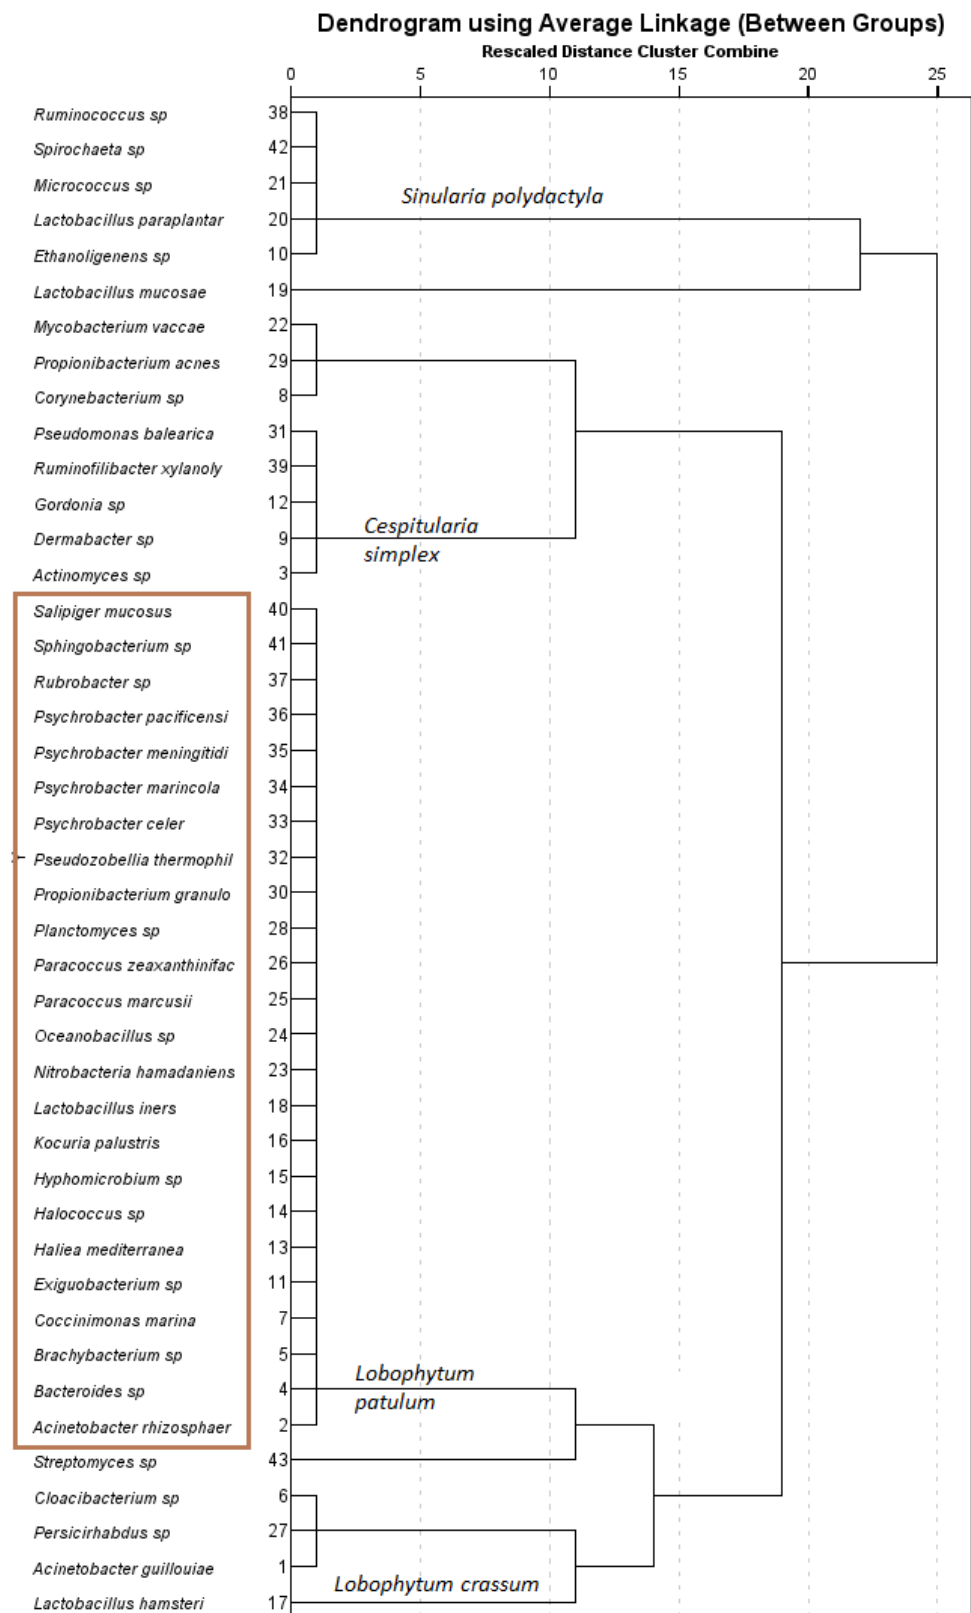 Dendrogram using Average Linkage (Between Groups)
Rescaled Distance Cluster Combine
0 5 10 15 20 25
Ruminococcus sp 38
Spirochaeta sp 42
Micrococcus sp 21
Sinularia polydactyla
Lactobacillus paraplantar 20
Ethanoligenens sp 10
Lactobacillus mucosae 19
Mycobacterium vaccae 22
Propionibacterium acnes 29
Corynebacterium sp 8
Pseudomonas balearica 31
Ruminofilibacter xylanoly 39
Gordonia sp 12
Cespitularia
Dermabacter sp 9
simplex
Actinomyces sp 3
Salipiger mucosus 40
Sphingobacterium sp 41
Rubrobacter sp 37
Psychrobacter pacificensi 36
Psychrobacter meningitidi 35
Psychrobacter marincola 34
Psychrobacter celer 33
Pseudozobellia thermophil 32
Propionibacterium granulo 30
Planctomyces sp 28
Paracoccus zeaxanthinifac 26
Paracoccus marcusii 25
Oceanobacillus sp 24
Nitrobacteria hamadaniens 23
Lactobacillus iners 18
Kocuria palustris 16
Hyphomicrobium sp 15
Halococcus sp 14
Haliea mediterranea 13
Exiguobacterium sp 11
Coccinimonas marina 7
Brachybacterium sp 5
Lobophytum
Bacteroides sp 4
patulum
Acinetobacter rhizosphaer 2
Streptomyces sp 43
Cloacibacterium sp 6
Persicirhabdus sp 27
Acinetobacter guillouiae 1
Lobophytum crassum
Lactobacillus hamsteri 17